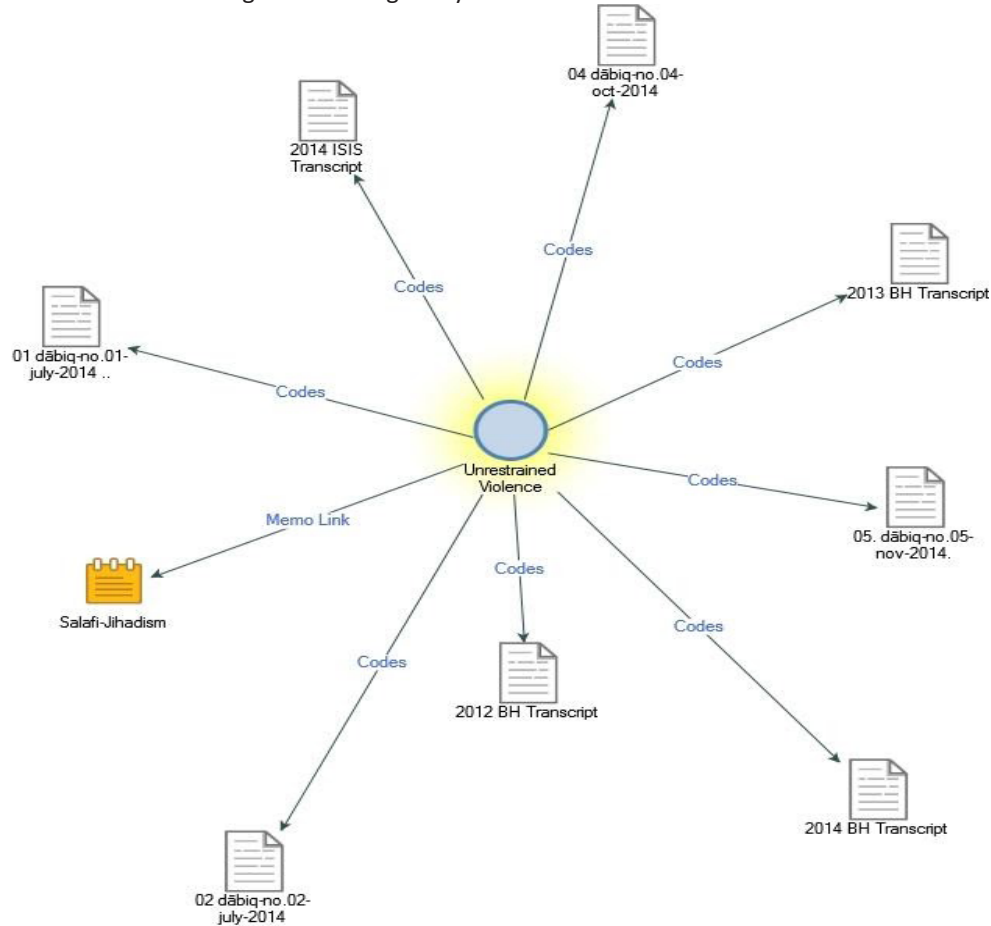 04 dābiq-no.04-
oct-2014
2014 ISIS
Transcript
Codes
Codes
2013 BH Transcript
01 dābiq-no.01-
july-2014 ..
Codes
Codes
Unrestrained
Violence
Codes
Memo Link
05. dābiq-no.05-
nov-2014.
Codes
Salafi-Jihadism
Codes
Codes
2012 BH Transcript
2014 BH Transcript
02 dābiq-no.02-
july-2014